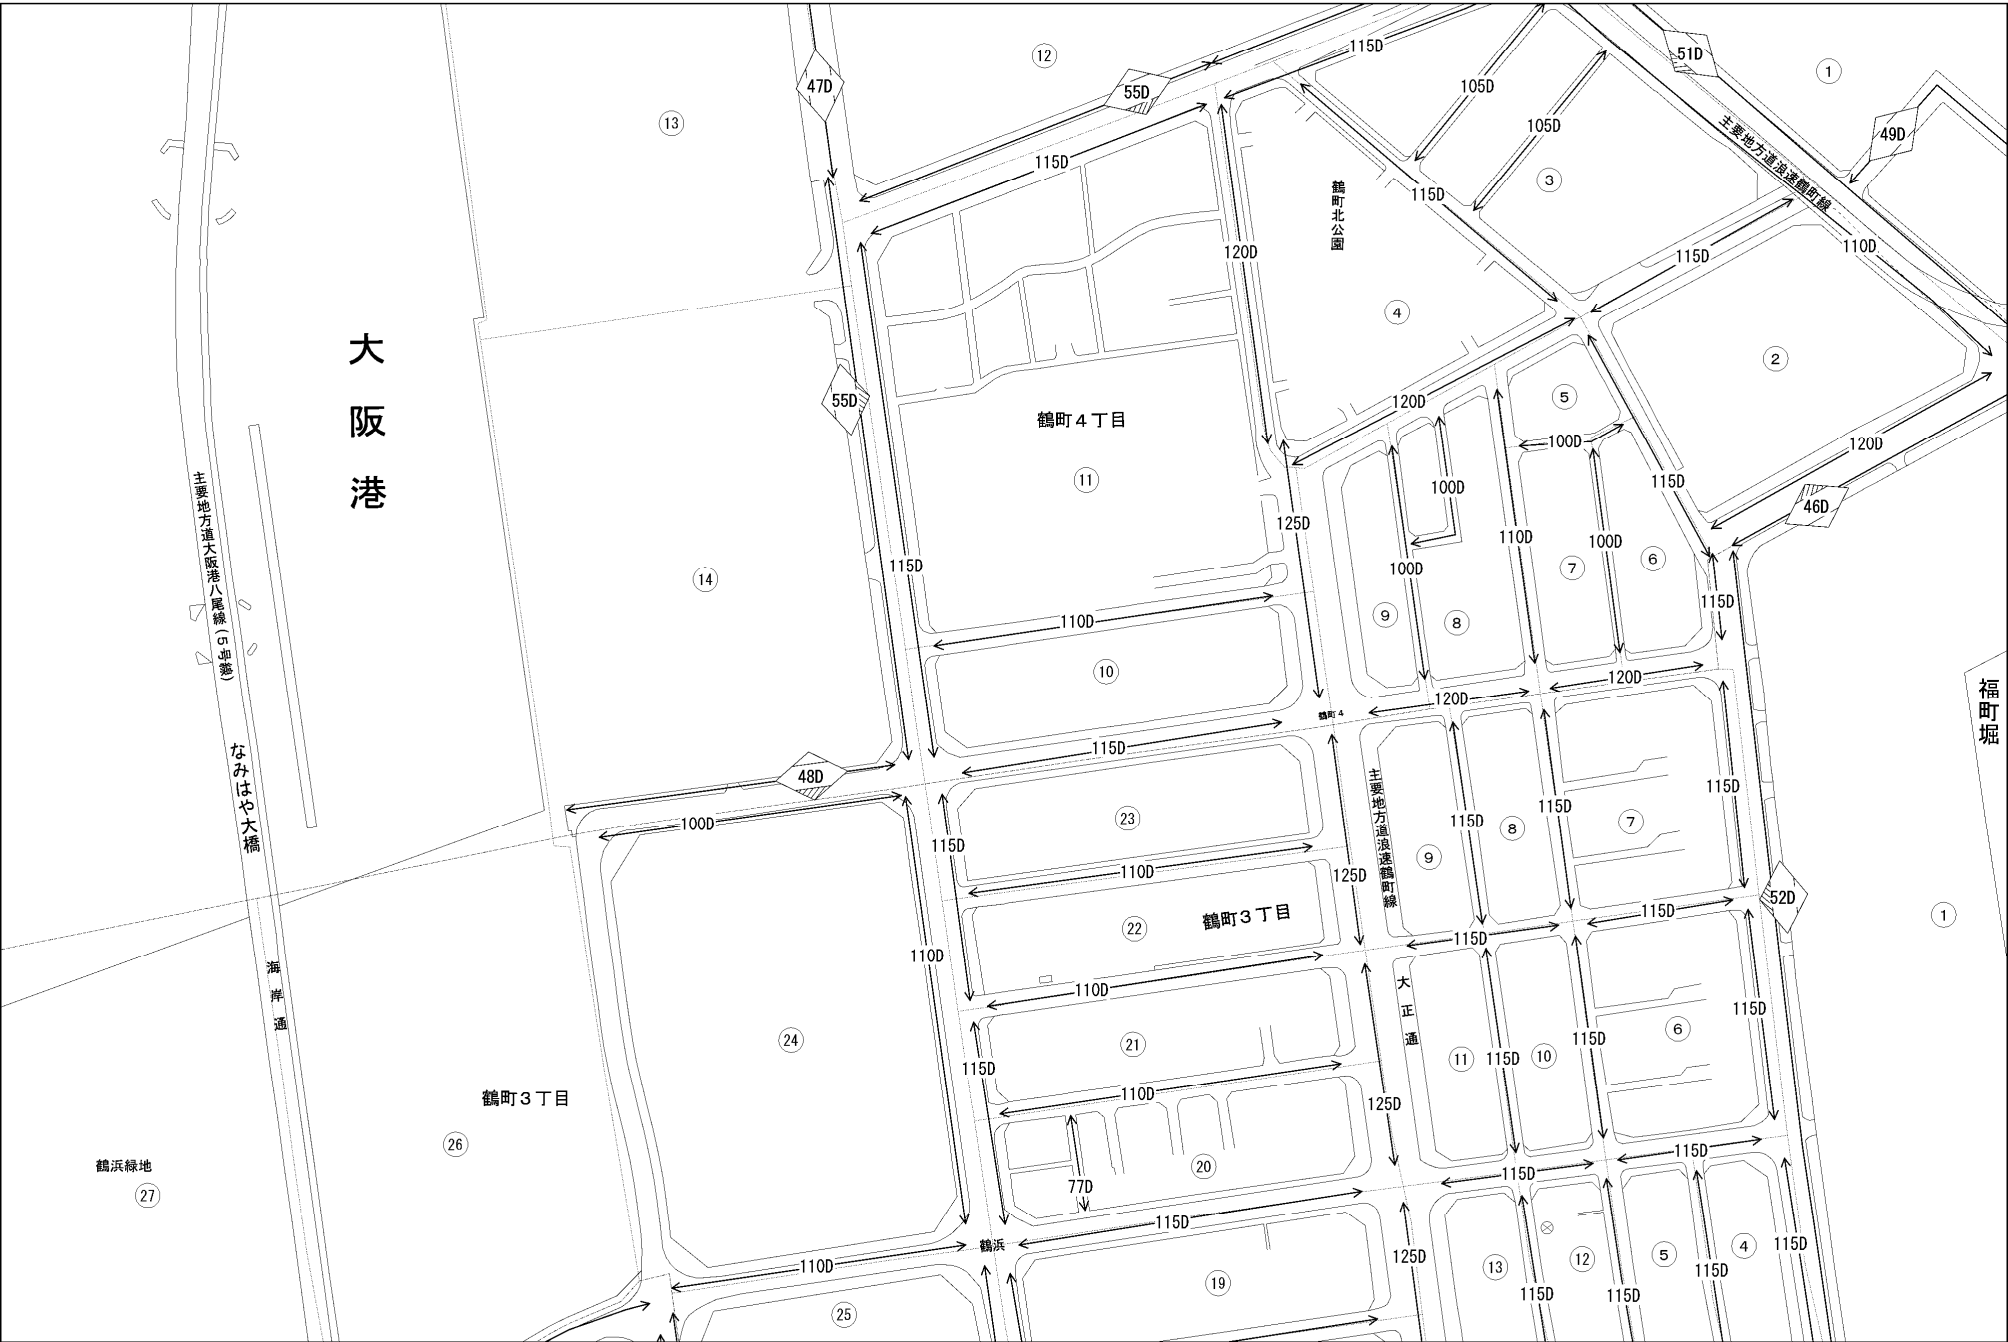 12
115D
51D
1
47D
55D
105D
13
105D
49D
主要地方道浪速鶴町線
115D
115D
3
鶴町北公園
110D
120D
115D
4
大阪港
2
55D
120D
5
鶴町4丁目
100D
120D
11
100D
115D
主要地方道大阪港八尾線(5号線)
125D
110D
46D
100D
115D
100D
7
6
14
115D
110D
9
8
10
120D
120D
福町堀
鶴町4
なみはや大橋
115D
48D
主要地方道浪速鶴町線
115D
100D
23
115D
115D
115D
8
7
9
110D
125D
52D
22
鶴町3丁目
115D
115D
1
110D
海岸通
110D
大正通
115D
24
21
6
115D
115D
115D
11
10
鶴町3丁目
110D
125D
26
鶴浜緑地
27
20
77D
115D
115D
115D
鶴浜
110D
125D
115D
13
12
5
4
19
115D
115D
115D
25